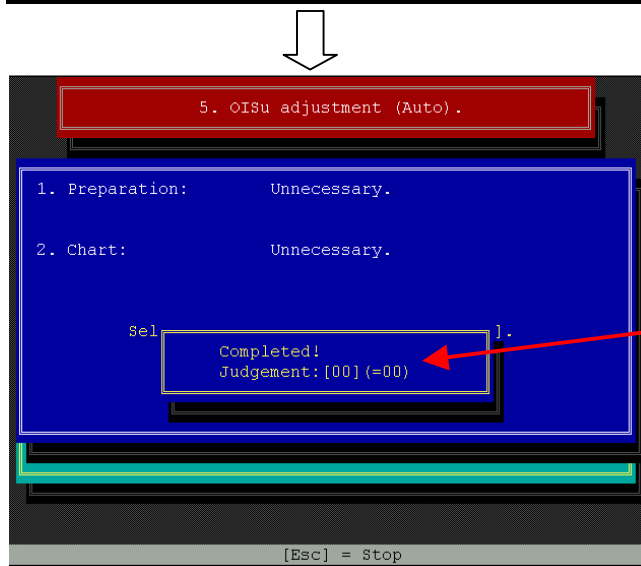 5. OISu adjustment (Auto).
1. Preparation: Unnecessary.
2. Chart: Unnecessary.
Sel ].
Completed!
Judgement:[00](=00)
[Esc] = Stop